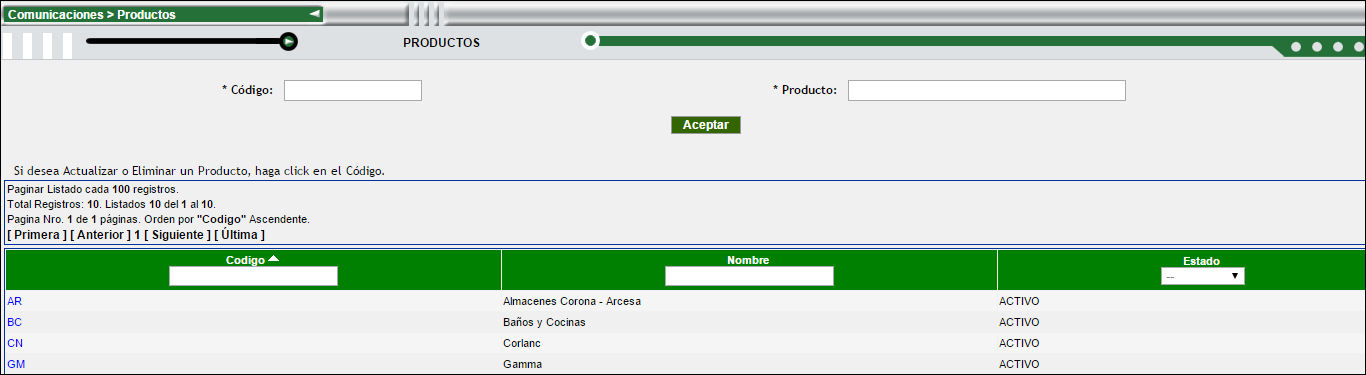 Comunicaciones > Productos
PRODUCTOS
* Código:
* Producto:
Aceptar
Si desea Actualizar o Eliminar un Producto, haga click en el Código.
Paginar Listado cada 100 registros.
Total Registros: 10. Listados 10 del 1 al 10.
Pagina Nro. 1 de 1 páginas. Orden por "Codigo" Ascendente.
[ Primera ] [ Anterior ] 1 [ Siguiente ] [ Última ]
Codigo Nombre Estado
--
AR Almacenes Corona - Arcesa ACTIVO
BC Baños y Cocinas ACTIVO
CN Corlanc ACTIVO
GM Gamma ACTIVO